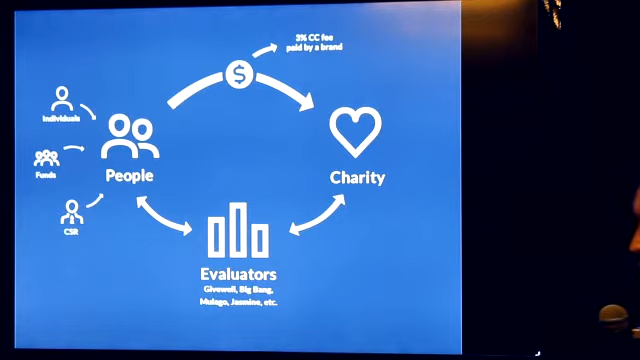 3% CC fee
paid by a brand
$
Individuals
People
Charity
Funds
CSR
Evaluators
Givewell, Big Bang,
Mulago, Jasmine, etc.